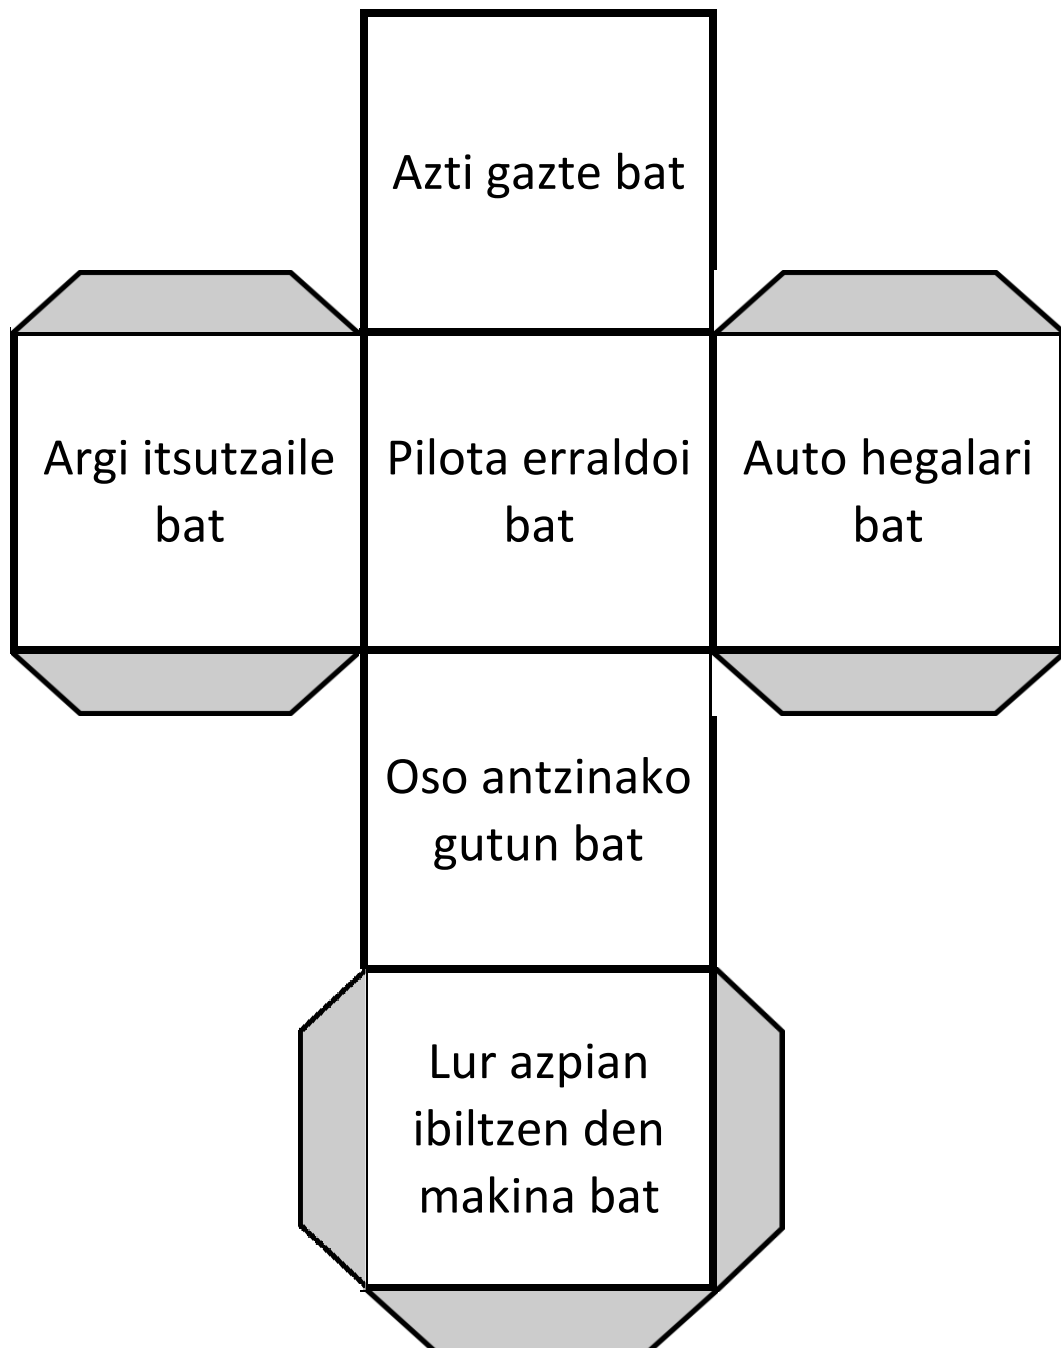 Azti gazte bat
Argi itsutzaile
bat
Pilota erraldoi
bat
Auto hegalari
bat
Oso antzinako
gutun bat
Lur azpian
ibiltzen den
makina bat